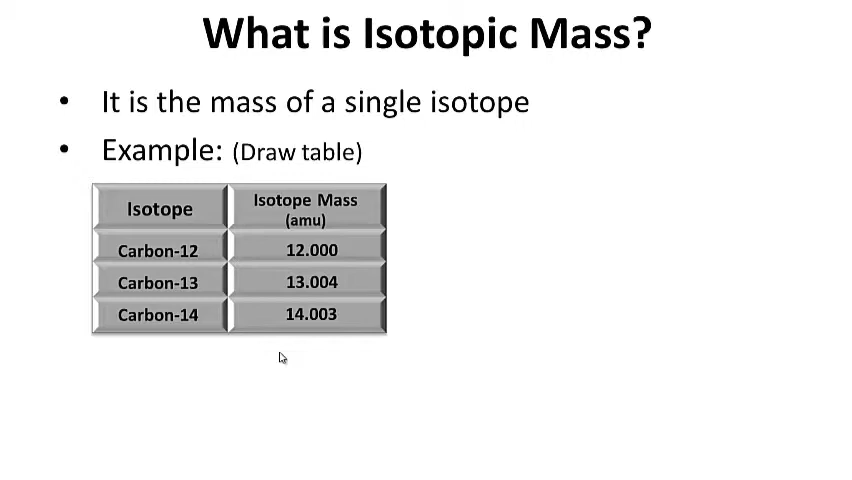 What is Isotopic Mass?
• It is the mass of a single isotope
• Example: (Draw table)
Isotope Isotope Mass
(amu)
Carbon-12 12.000
Carbon-13 13.004
Carbon-14 14.003